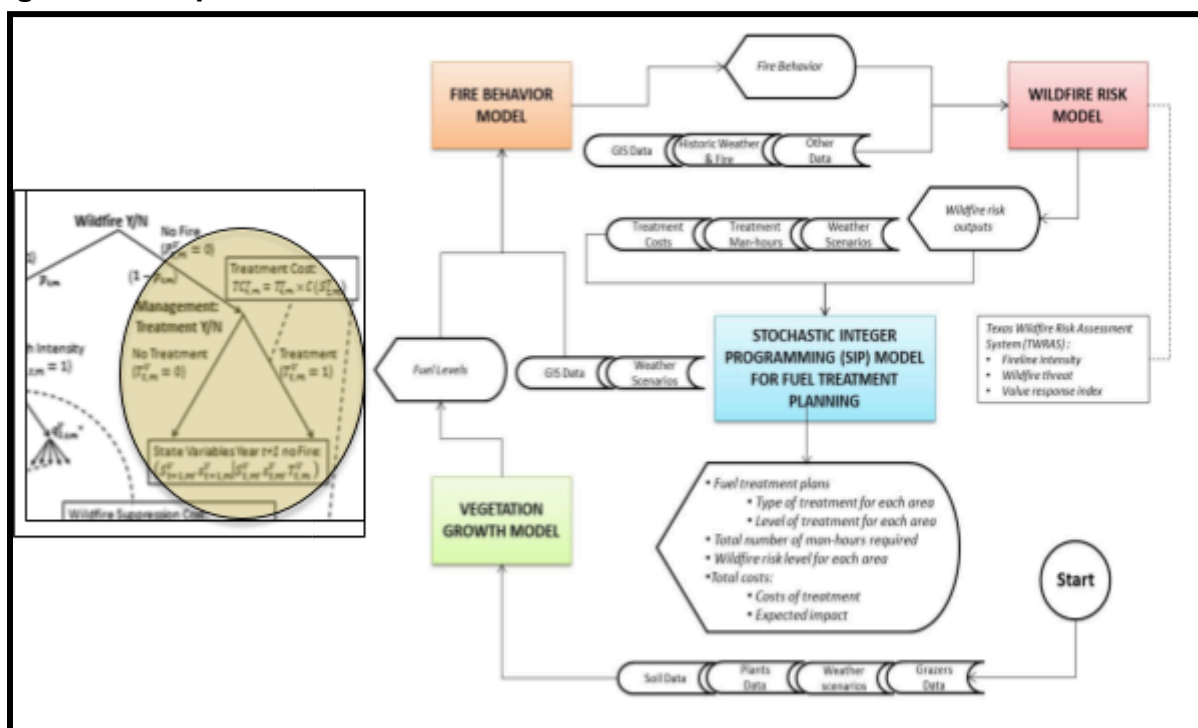 Fire Behavior
FIRE BEHAVIOR
MODEL
WILDFIRE RISK
MODEL
GIS Data
Historic Weather
& Fire
Other
Data
Wildfire Y/N
No Fire
Treatment Cost:
Management:
Treatment Y/N
Intensity
No Treatment
Treatment
State Variables Year t+1 no Fire:
Wildfire Suppression
Treatment
Costs
Treatment
Man-hours
Weather
Scenarios
Wildfire risk
outputs
Fuel Levels
GIS Data
Weather
Scenarios
STOCHASTIC INTEGER
PROGRAMMING (SIP) MODEL
FOR FUEL TREATMENT
PLANNING
Texas Wildfire Risk Assessment
System (TWRAS) :
• Fireline Intensity
• Wildfire threat
• Value response index
VEGETATION
GROWTH MODEL
• Fuel treatment plans
• Type of treatment for each area
• Level of treatment for each area
• Total number of man-hours required
• Wildfire risk level for each area
•Total costs:
• Costs of treatment
• Expected impact
Start
Soil Data
Plants
Data
Weather
scenarios
Grazers
Data